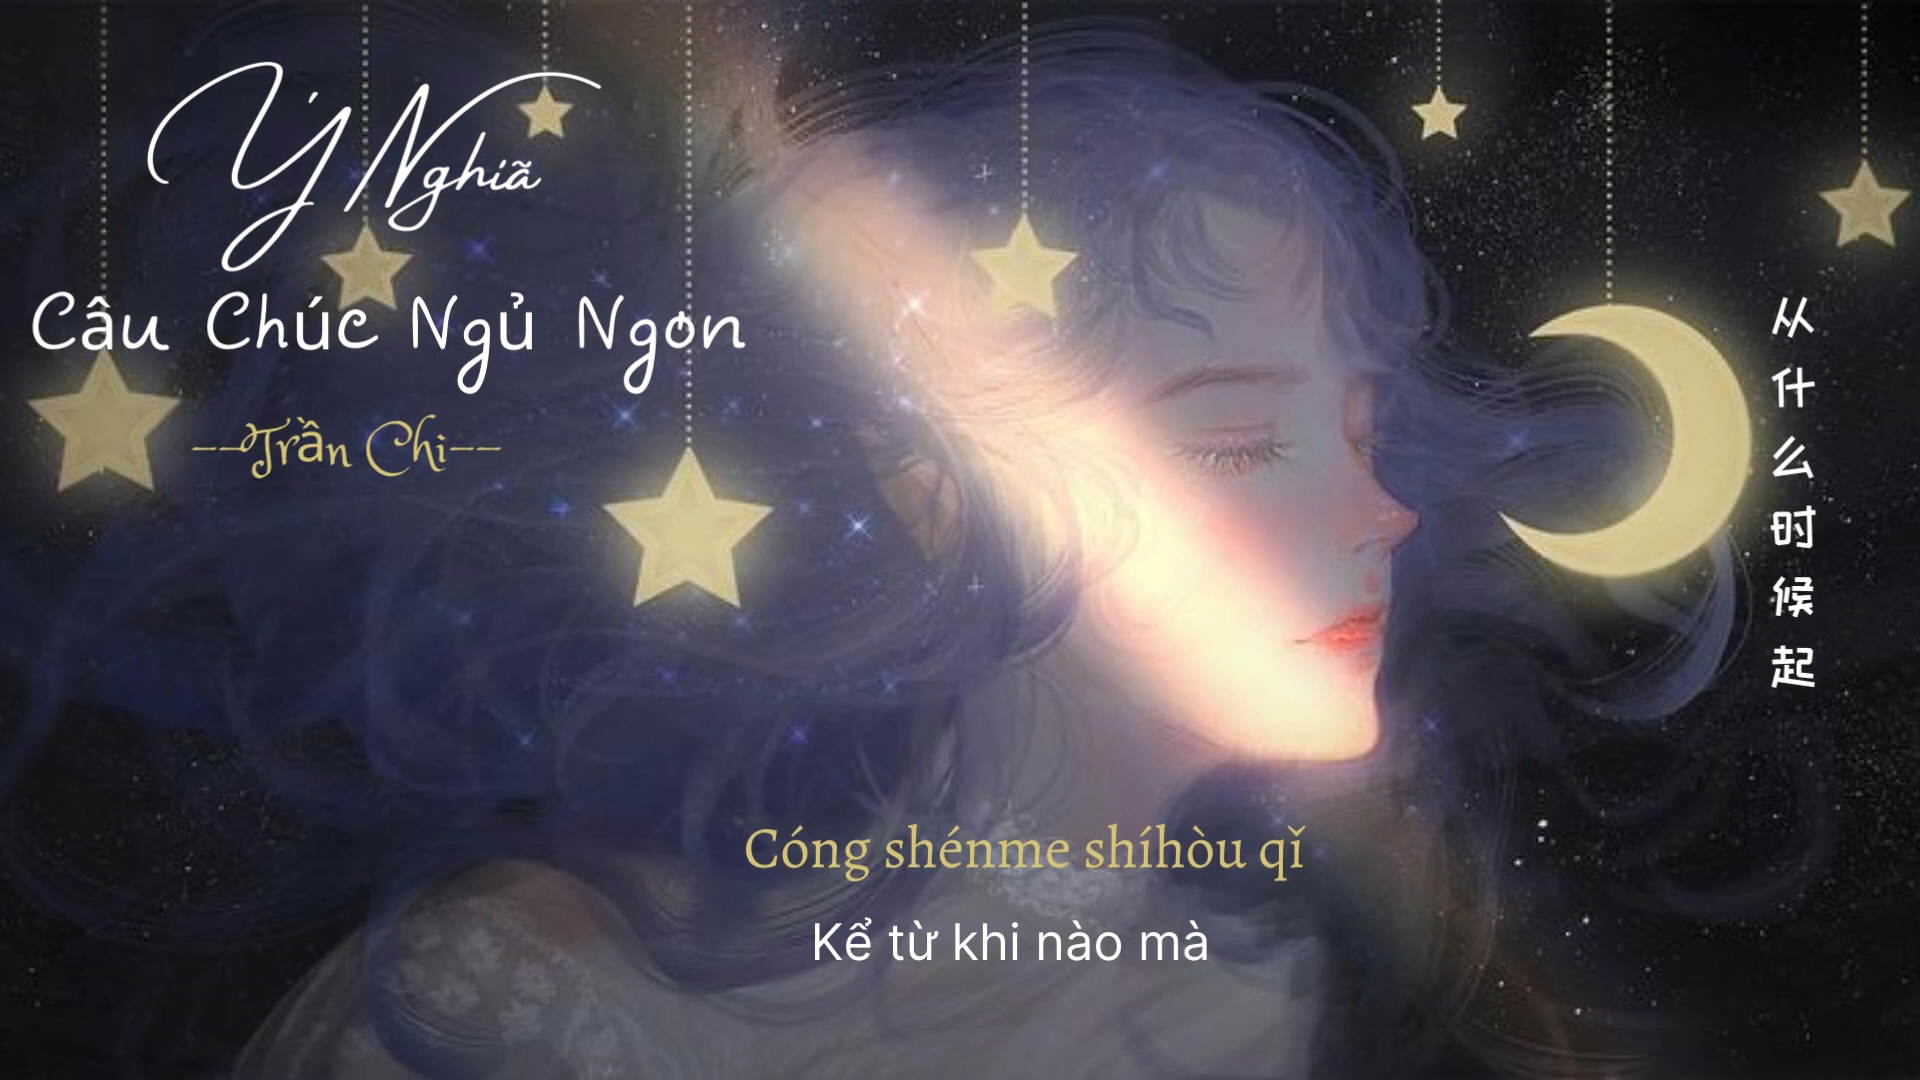 Ý Nghiã
Câu Chúc Ngủ Ngon
--Trần Chi--
从什么时候起
Cóng shénme shíhòu qǐ
Kể từ khi nào mà